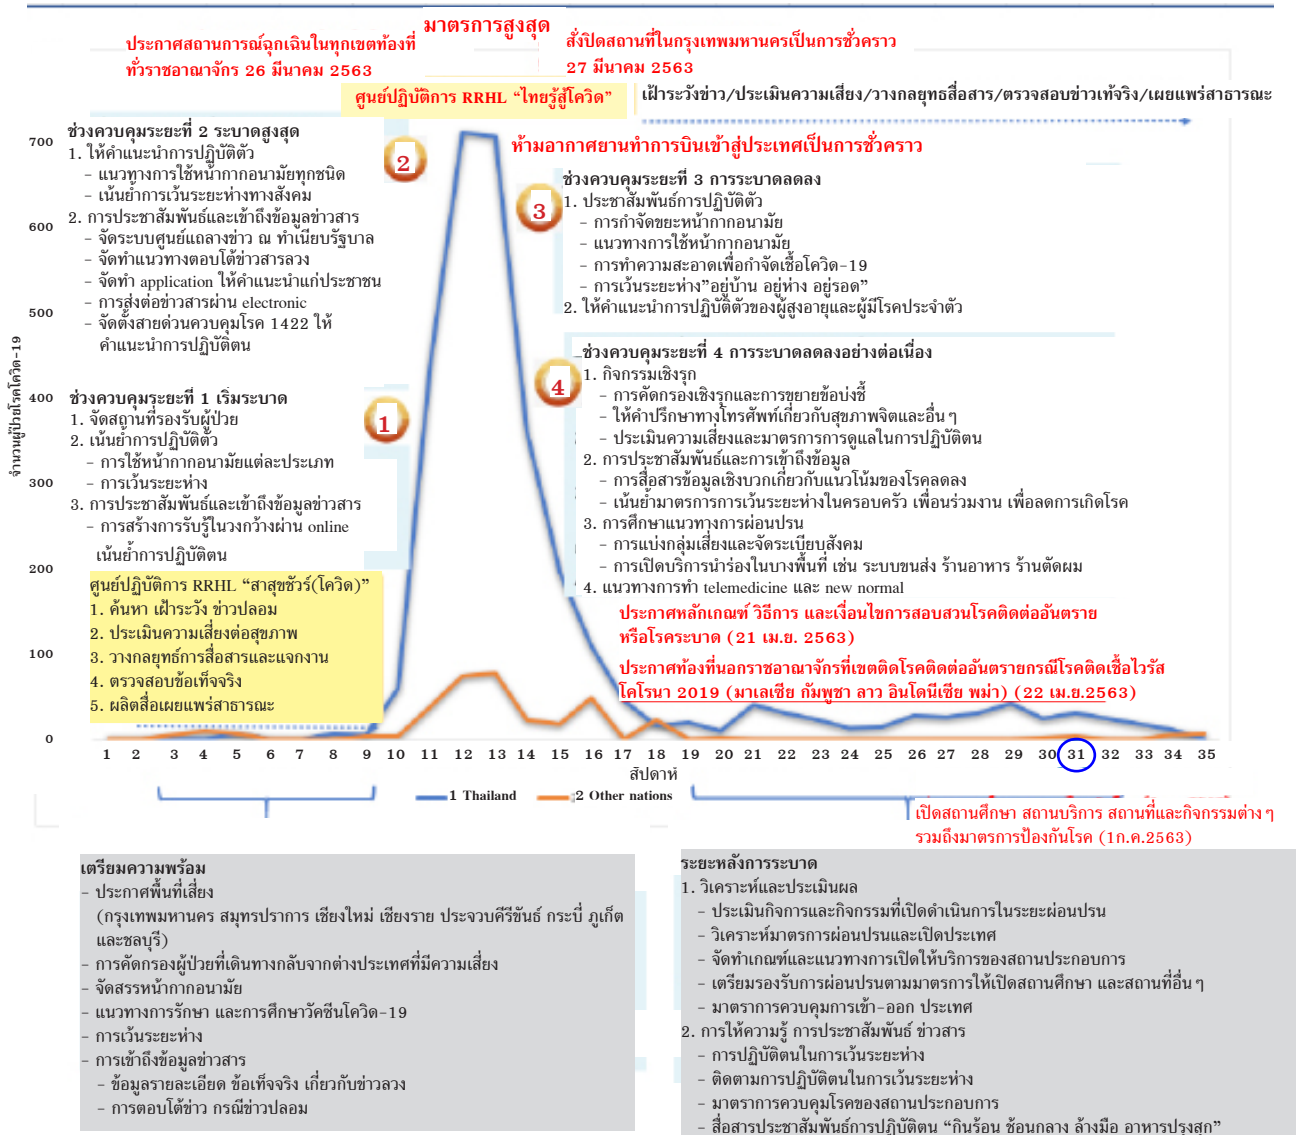 มาตรการสูงสุด
ประกาศสถานการณ์ฉุกเฉินในทุกเขตท้องที่
ทั่วราชอาณาจักร 26 มีนาคม 2563
สั่งปิดสถานที่ในกรุงเทพมหานครเป็นการชั่วคราว
27 มีนาคม 2563
ศูนย์ปฏิบัติการ RRHL “ไทยรู้สู้โควิด”
เฝ้าระวังข่าว/ประเมินความเสี่ยง/วางกลยุทธสื่อสาร/ตรวจสอบข่าวเท้จริง/เผยแพร่สาธารณะ
ห้ามอากาศยานทำการบินเข้าสู่ประเทศเป็นการชั่วคราว
ช่วงควบคุมระยะที่ 2 ระบาดสูงสุด
1. ให้คำแนะนำการปฏิบัติตัว
- แนวทางการใช้หน้ากากอนามัยทุกชนิด
- เน้นย้ำการเว้นระยะห่างทางสังคม
2. การประชาสัมพันธ์และเข้าถึงข้อมูลข่าวสาร
- จัดระบบศูนย์แถลางข่าว ณ ทำเนียบรัฐบาล
- จัดทำแนวทางตอบโต้ข่าวสารลวง
- จัดทำ application ให้คำแนะนำแก่ประชาชน
- การส่งต่อข่าวสารผ่าน electronic
- จัดตั้งสายด่วนควบคุมโรค 1422 ให้
คำแนะนำการปฏิบัติตน
2
3
ช่วงควบคุมระยะที่ 3 การระบาดลดลง
1. ประชาสัมพันธ์การปฏิบัติตัว
- การกำจัดขยะหน้ากากอนามัย
- แนวทางการใช้หน้ากากอนามัย
- การทำความสะอาดเพื่อกำจัดเชื้อโควิด-19
- การเว้นระยะห่าง”อยู่บ้าน อยู่ห่าง อยู่รอด”
2. ให้คำแนะนำการปฏิบัติตัวของผู้สูงอายุและผู้มีโรคประจำตัว
4
ช่วงควบคุมระยะที่ 4 การระบาดลดลงอย่างต่อเนื่อง
1. กิจกรรมเชิงรุก
- การคัดกรองเชิงรุกและการขยายข้อบ่งชี้
- ให้คำปรึกษาทางโทรศัพท์เกี่ยวกับสุขภาพจิตและอื่น ๆ
- ประเมินความเสี่ยงและมาตรการการดูแลในการปฏิบัติตน
2. การประชาสัมพันธ์และการเข้าถึงข้อมูล
- การสื่อสารข้อมูลเชิงบวกเกี่ยวกับแนวโน้มของโรคลดลง
- เน้นย้ำมาตรการการเว้นระยะห่างในครอบครัว เพื่อนร่วมงาน เพื่อลดการเกิดโรค
3. การศึกษาแนวทางการผ่อนปรน
- การแบ่งกลุ่มเสี่ยงและจัดระเบียบสังคม
- การเปิดบริการนำร่องในบางพื้นที่ เช่น ระบบขนส่ง ร้านอาหาร ร้านตัดผม
4. แนวทางการทำ telemedicine และ new normal
1
ช่วงควบคุมระยะที่ 1 เริ่มระบาด
1. จัดสถานที่รองรับผู้ป่วย
2. เน้นย้ำการปฏิบัติตัว
- การใช้หน้ากากอนามัยแต่ละประเภท
- การเว้นระยะห่าง
3. การประชาสัมพันธ์และเข้าถึงข้อมูลข่าวสาร
- การสร้างการรับรู้ในวงกว้างผ่าน online
เน้นย้ำการปฏิบัติตน
ศูนย์ปฏิบัติการ RRHL “สาสุขชัวร์(โควิด)”
1. ค้นหา เฝ้าระวัง ข่าวปลอม
2. ประเมินความเสี่ยงต่อสุขภาพ
3. วางกลยุทธ์การสื่อสารและแจกงาน
4. ตรวจสอบข้อเท็จจริง
5. ผลิตสื่อเผยแพร่สาธารณะ
ประกาศหลักเกณฑ์ วิธีการ และเงื่อนไขการสอบสวนโรคติดต่ออันตราย
หรือโรคระบาด (21 เม.ย. 2563)
ประกาศท้องที่นอกราชอาณาจักรที่เขตติดโรคติดต่ออันตรายกรณีโรคติดเชื้อไวรัส
โคโรนา 2019 (มาเลเซีย กัมพูชา ลาว อินโดนีเซีย พม่า) (22 เม.ย.2563)
จำนวนผู้ป่วยโรคโควิด-19
700
600
500
400
300
200
100
0
1 2 3 4 5 6 7 8 9 10 11 12 13 14 15 16 17 18 19 20 21 22 23 24 25 26 27 28 29 30 31 32 33 34 35
สัปดาห์
1 Thailand 2 Other nations
เปิดสถานศึกษา สถานบริการ สถานที่และกิจกรรมต่าง ๆ
รวมถึงมาตรการป้องกันโรค (1ก.ค.2563)
เตรียมความพร้อม
- ประกาศพื้นที่เสี่ยง
(กรุงเทพมหานคร สมุทรปราการ เชียงใหม่ เชียงราย ประจวบคีรีขันธ์ กระบี่ ภูเก็ต
และชลบุรี)
- การคัดกรองผู้ป่วยที่เดินทางกลับจากต่างประเทศที่มีความเสี่ยง
- จัดสรรหน้ากากอนามัย
- แนวทางการรักษา และการศึกษาวัคซีนโควิด-19
- การเว้นระยะห่าง
- การเข้าถึงข้อมูลข่าวสาร
- ข้อมูลรายละเอียด ข้อเท็จจริง เกี่ยวกับข่าวลวง
- การตอบโต้ข่าว กรณีข่าวปลอม
ระยะหลังการระบาด
1. วิเคราะห์และประเมินผล
- ประเมินกิจการและกิจกรรมที่เปิดดำเนินการในระยะผ่อนปรน
- วิเคราะห์มาตรการผ่อนปรนและเปิดประเทศ
- จัดทำเกณฑ์และแนวทางการเปิดให้บริการของสถานประกอบการ
- เตรียมรองรับการผ่อนปรนตามมาตรการให้เปิดสถานศึกษา และสถานที่อื่น ๆ
- มาตราการควบคุมการเข้า-ออก ประเทศ
2. การให้ความรู้ การประชาสัมพันธ์ ข่าวสาร
- การปฏิบัติตนในการเว้นระยะห่าง
- ติดตามการปฏิบัติตนในการเว้นระยะห่าง
- มาตราการควบคุมโรคของสถานประกอบการ
- สื่อสารประชาสัมพันธ์การปฏิบัติตน “กินร้อน ช้อนกลาง ล้างมือ อาหารปรุงสุก”